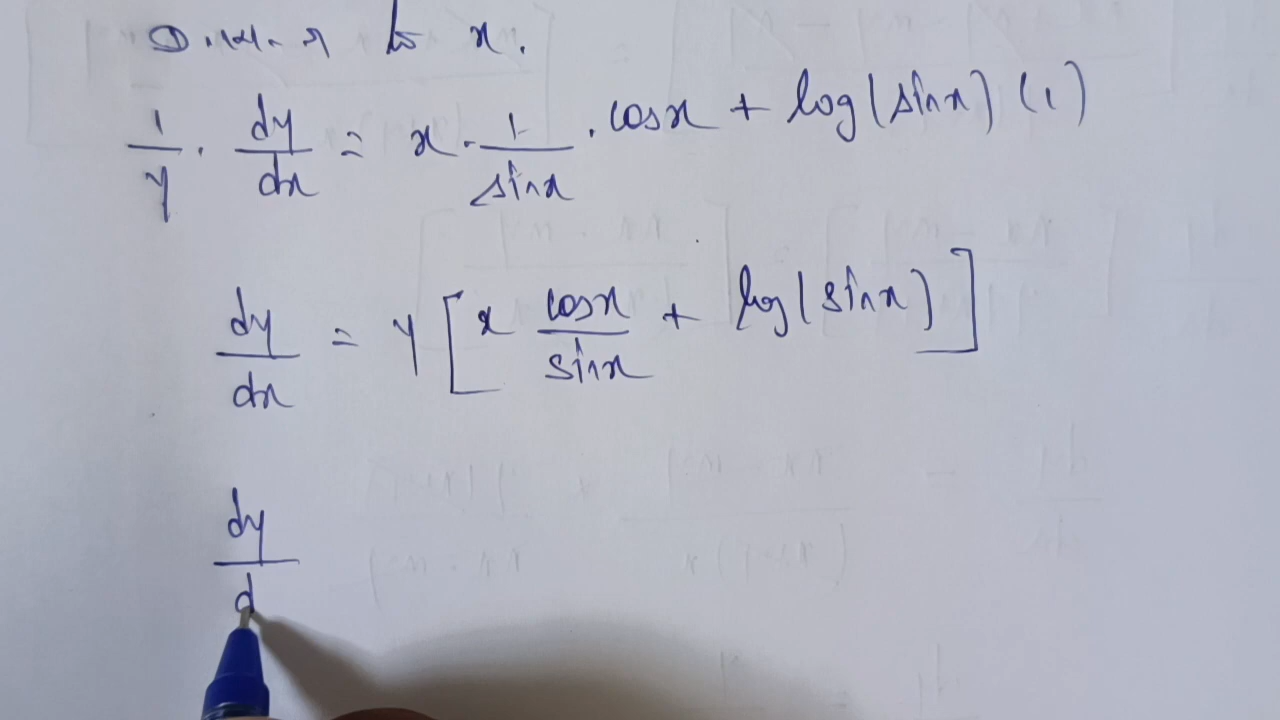 D.w.r to x.
1/y . dy/dx = x . 1/sinx . cosx + log(sinx) (1)
dy/dx = y [ x cosx/sinx + log(sinx) ]
dy/d